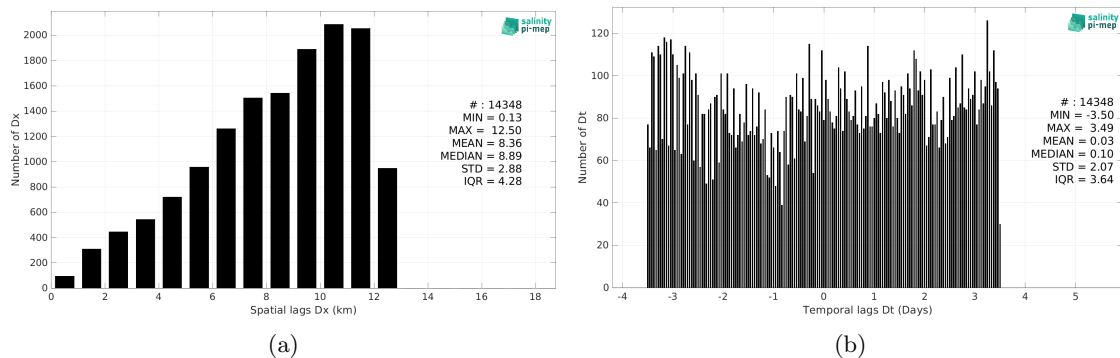 2000
1800
1600
1400
1200
1000
800
600
400
200
0
Number of Dx
salinity
pi-mep
# : 14348
MIN = 0.13
MAX = 12.50
MEAN = 8.36
MEDIAN = 8.89
STD = 2.88
IQR = 4.28
0 2 4 6 8 10 12 14 16 18
Spatial lags Dx (km)
(a)
120
100
80
60
40
20
0
Number of Dt
salinity
pi-mep
# : 14348
MIN = -3.50
MAX = 3.49
MEAN = 0.03
MEDIAN = 0.10
STD = 2.07
IQR = 3.64
-4 -3 -2 -1 0 1 2 3 4 5
Temporal lags Dt (Days)
(b)